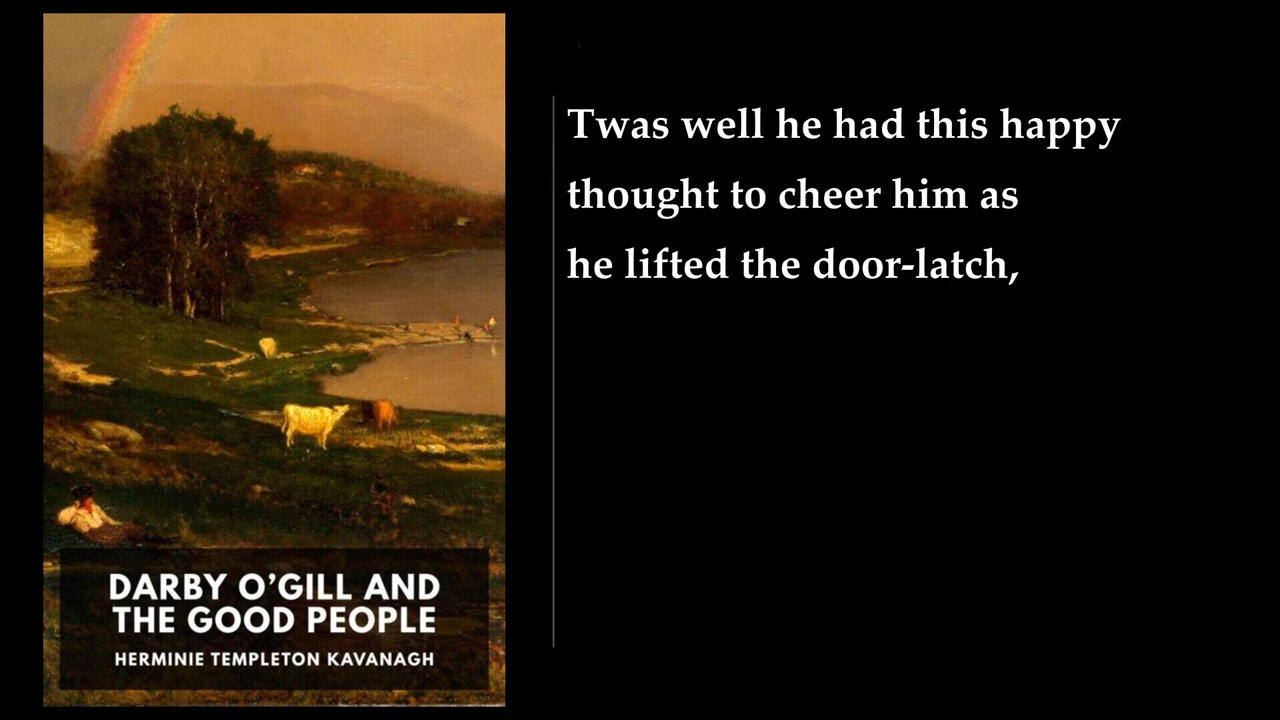 Twas well he had this happy
thought to cheer him as
he lifted the door-latch,
DARBY O’GILL AND
THE GOOD PEOPLE
HERMINIE TEMPLETON KAVANAGH